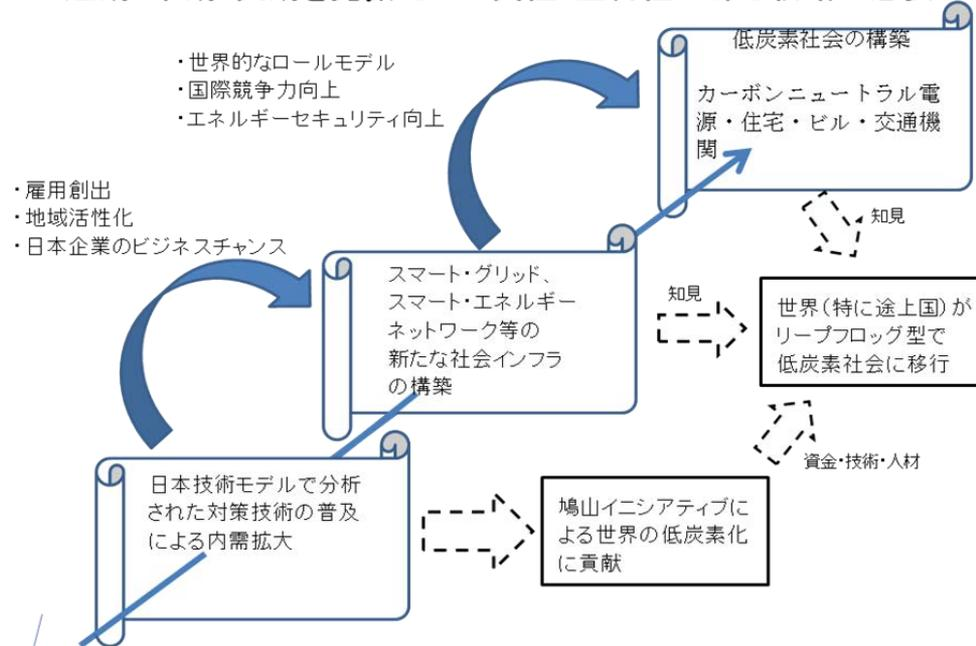 低炭素社会の構築
カーボンニュートラル電
源・住宅・ビル・交通機
関
・世界的なロールモデル
・国際競争力向上
・エネルギーセキュリティ向上
・雇用創出
・地域活性化
・日本企業のビジネスチャンス
知見
スマート・グリッド、
スマート・エネルギー
ネットワーク等の
新たな社会インフラ
の構築
知見
世界(特に途上国)が
リープフロッグ型で
低炭素社会に移行
資金・技術・人材
日本技術モデルで分析
された対策技術の普及
による内需拡大
鳩山イニシアティブに
よる世界の低炭素化
に貢献